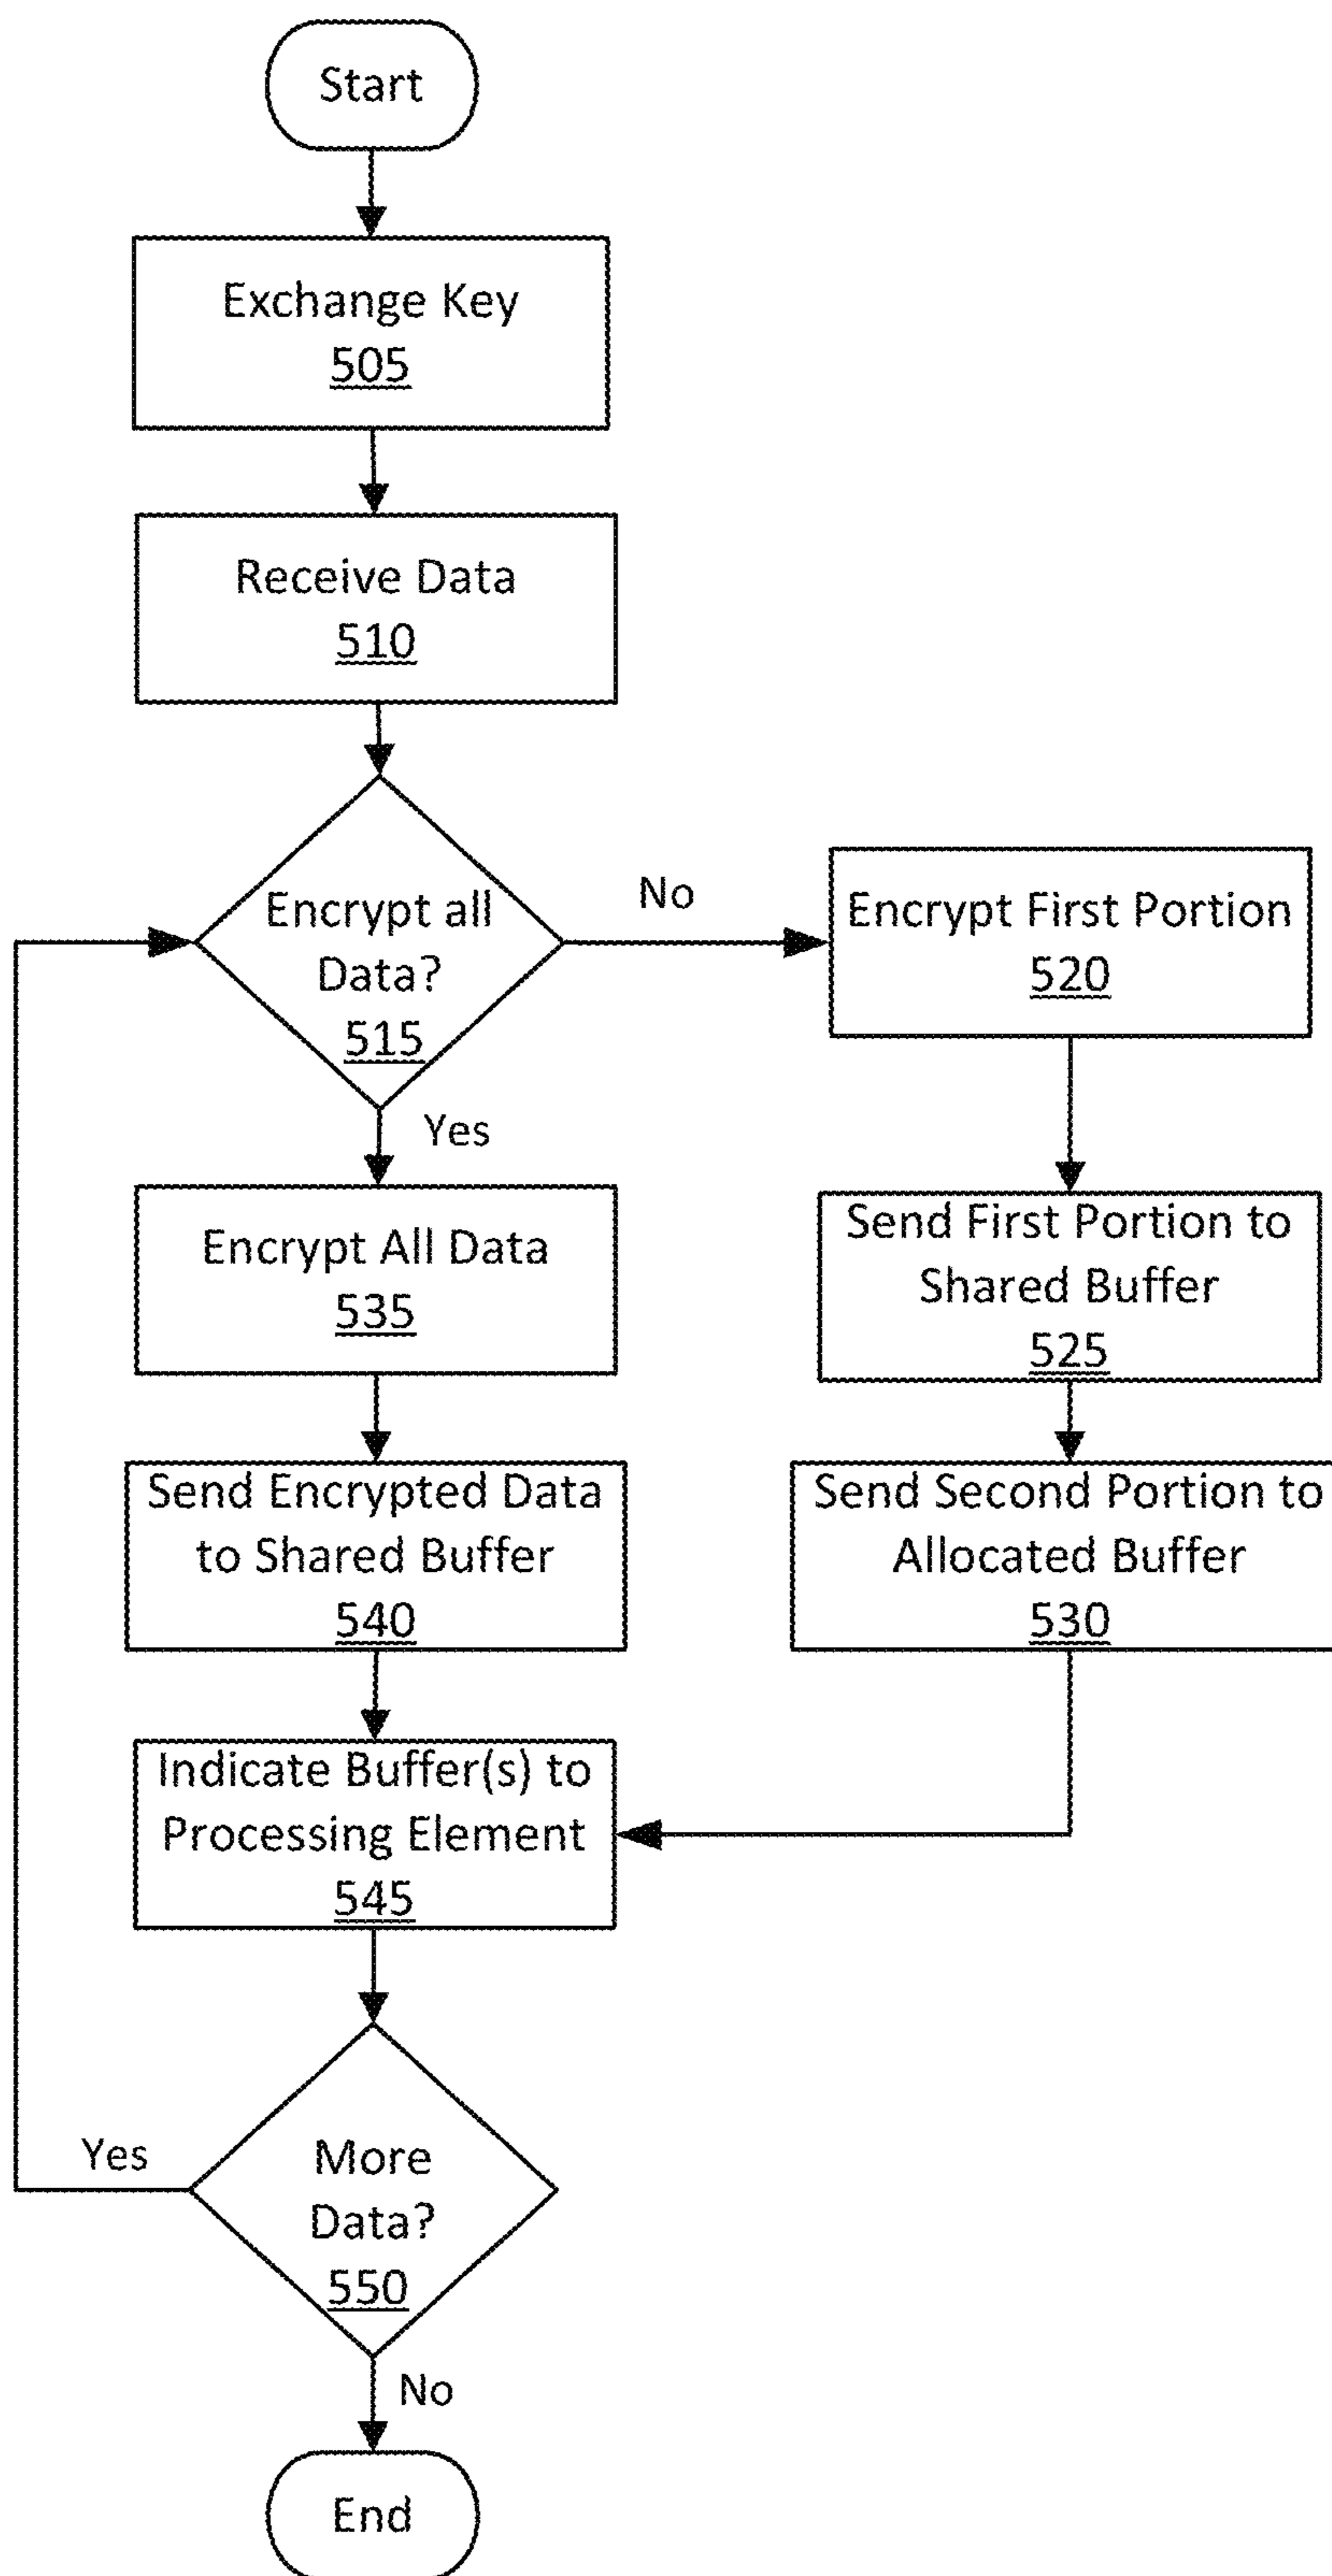 Start
Exchange Key
505
Receive Data
510
Encrypt all
Data?
515
No
Encrypt First Portion
520
Yes
Encrypt All Data
535
Send First Portion to
Shared Buffer
525
Send Encrypted Data
to Shared Buffer
540
Send Second Portion to
Allocated Buffer
530
Indicate Buffer(s) to
Processing Element
545
Yes
More
Data?
550
No
End